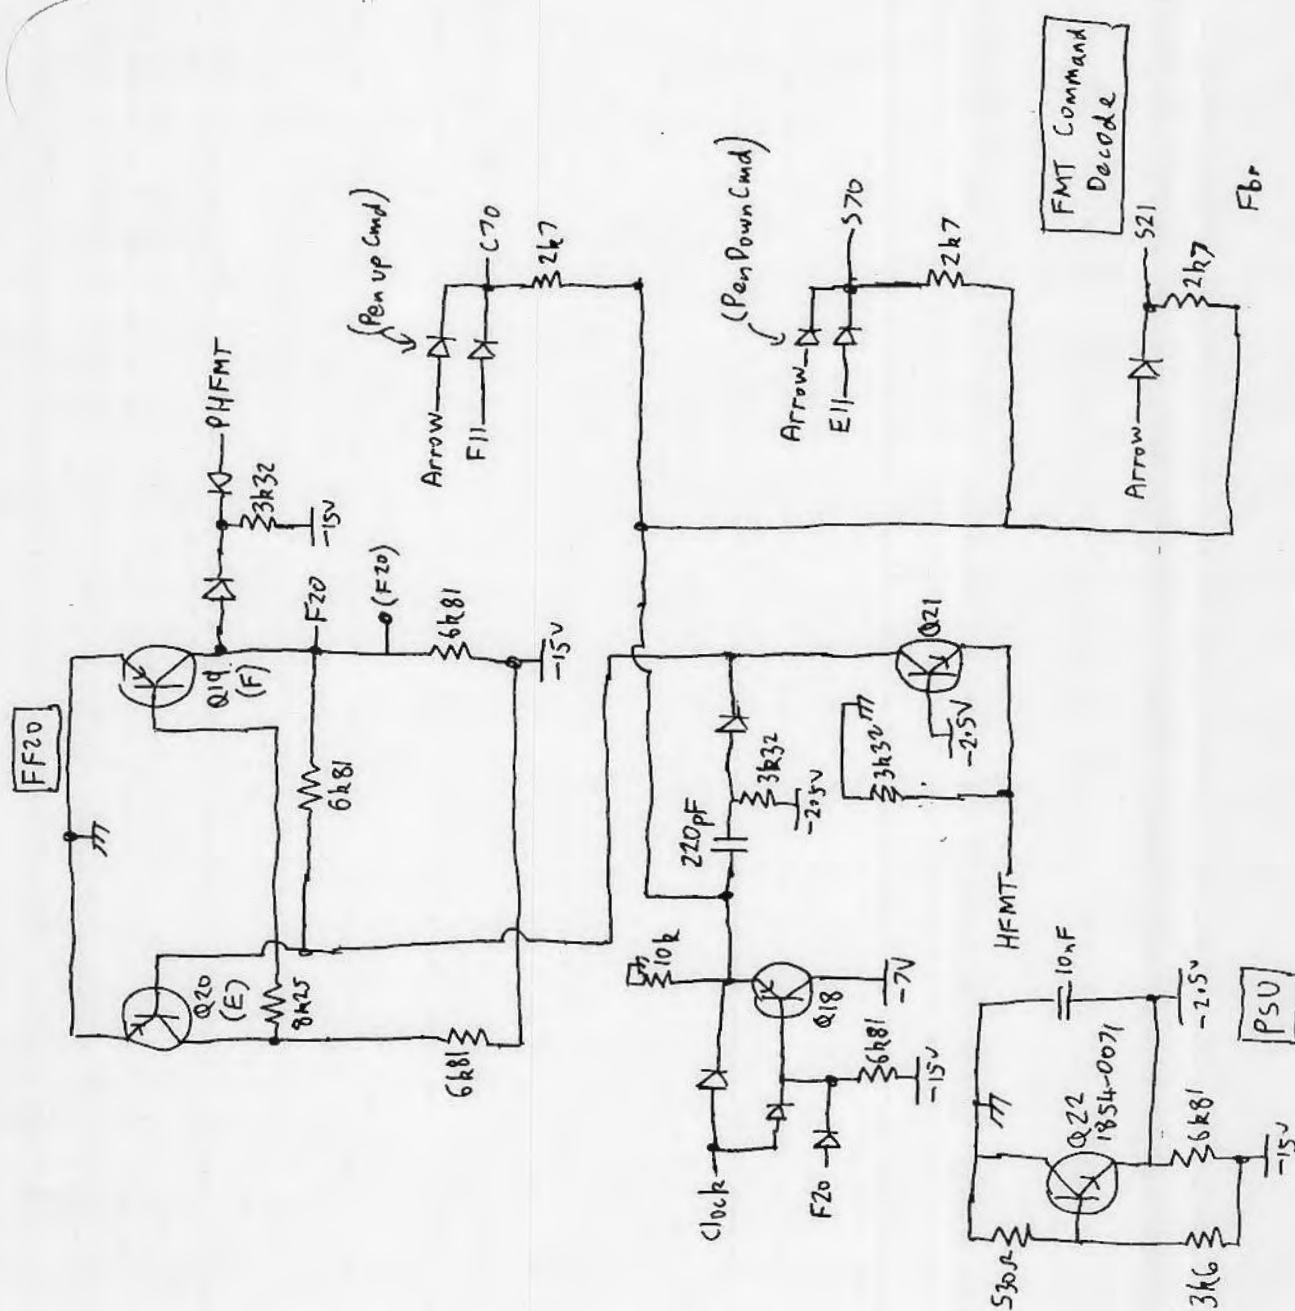 FF20
Q19
(F)
PHFMT
3k32
-15v
F20
(F20)
6k81
6k81
-15v
Q20
(E)
8k25
6k81
(Pen up Cmd)
Arrow
F11
C70
2k7
(Pen Down Cmd)
Arrow
E11
S70
2k7
FMT Command
Decode
Arrow
S21
2k7
10k
220pF
3k32
-2.5v
3k32
-2.5V
Q21
HFMT
Clock
Q18
-7V
F20
6k81
-15v
530Ω
3k6
Q22
1854-0071
6k81
-15v
10nF
-2.5v
PSU